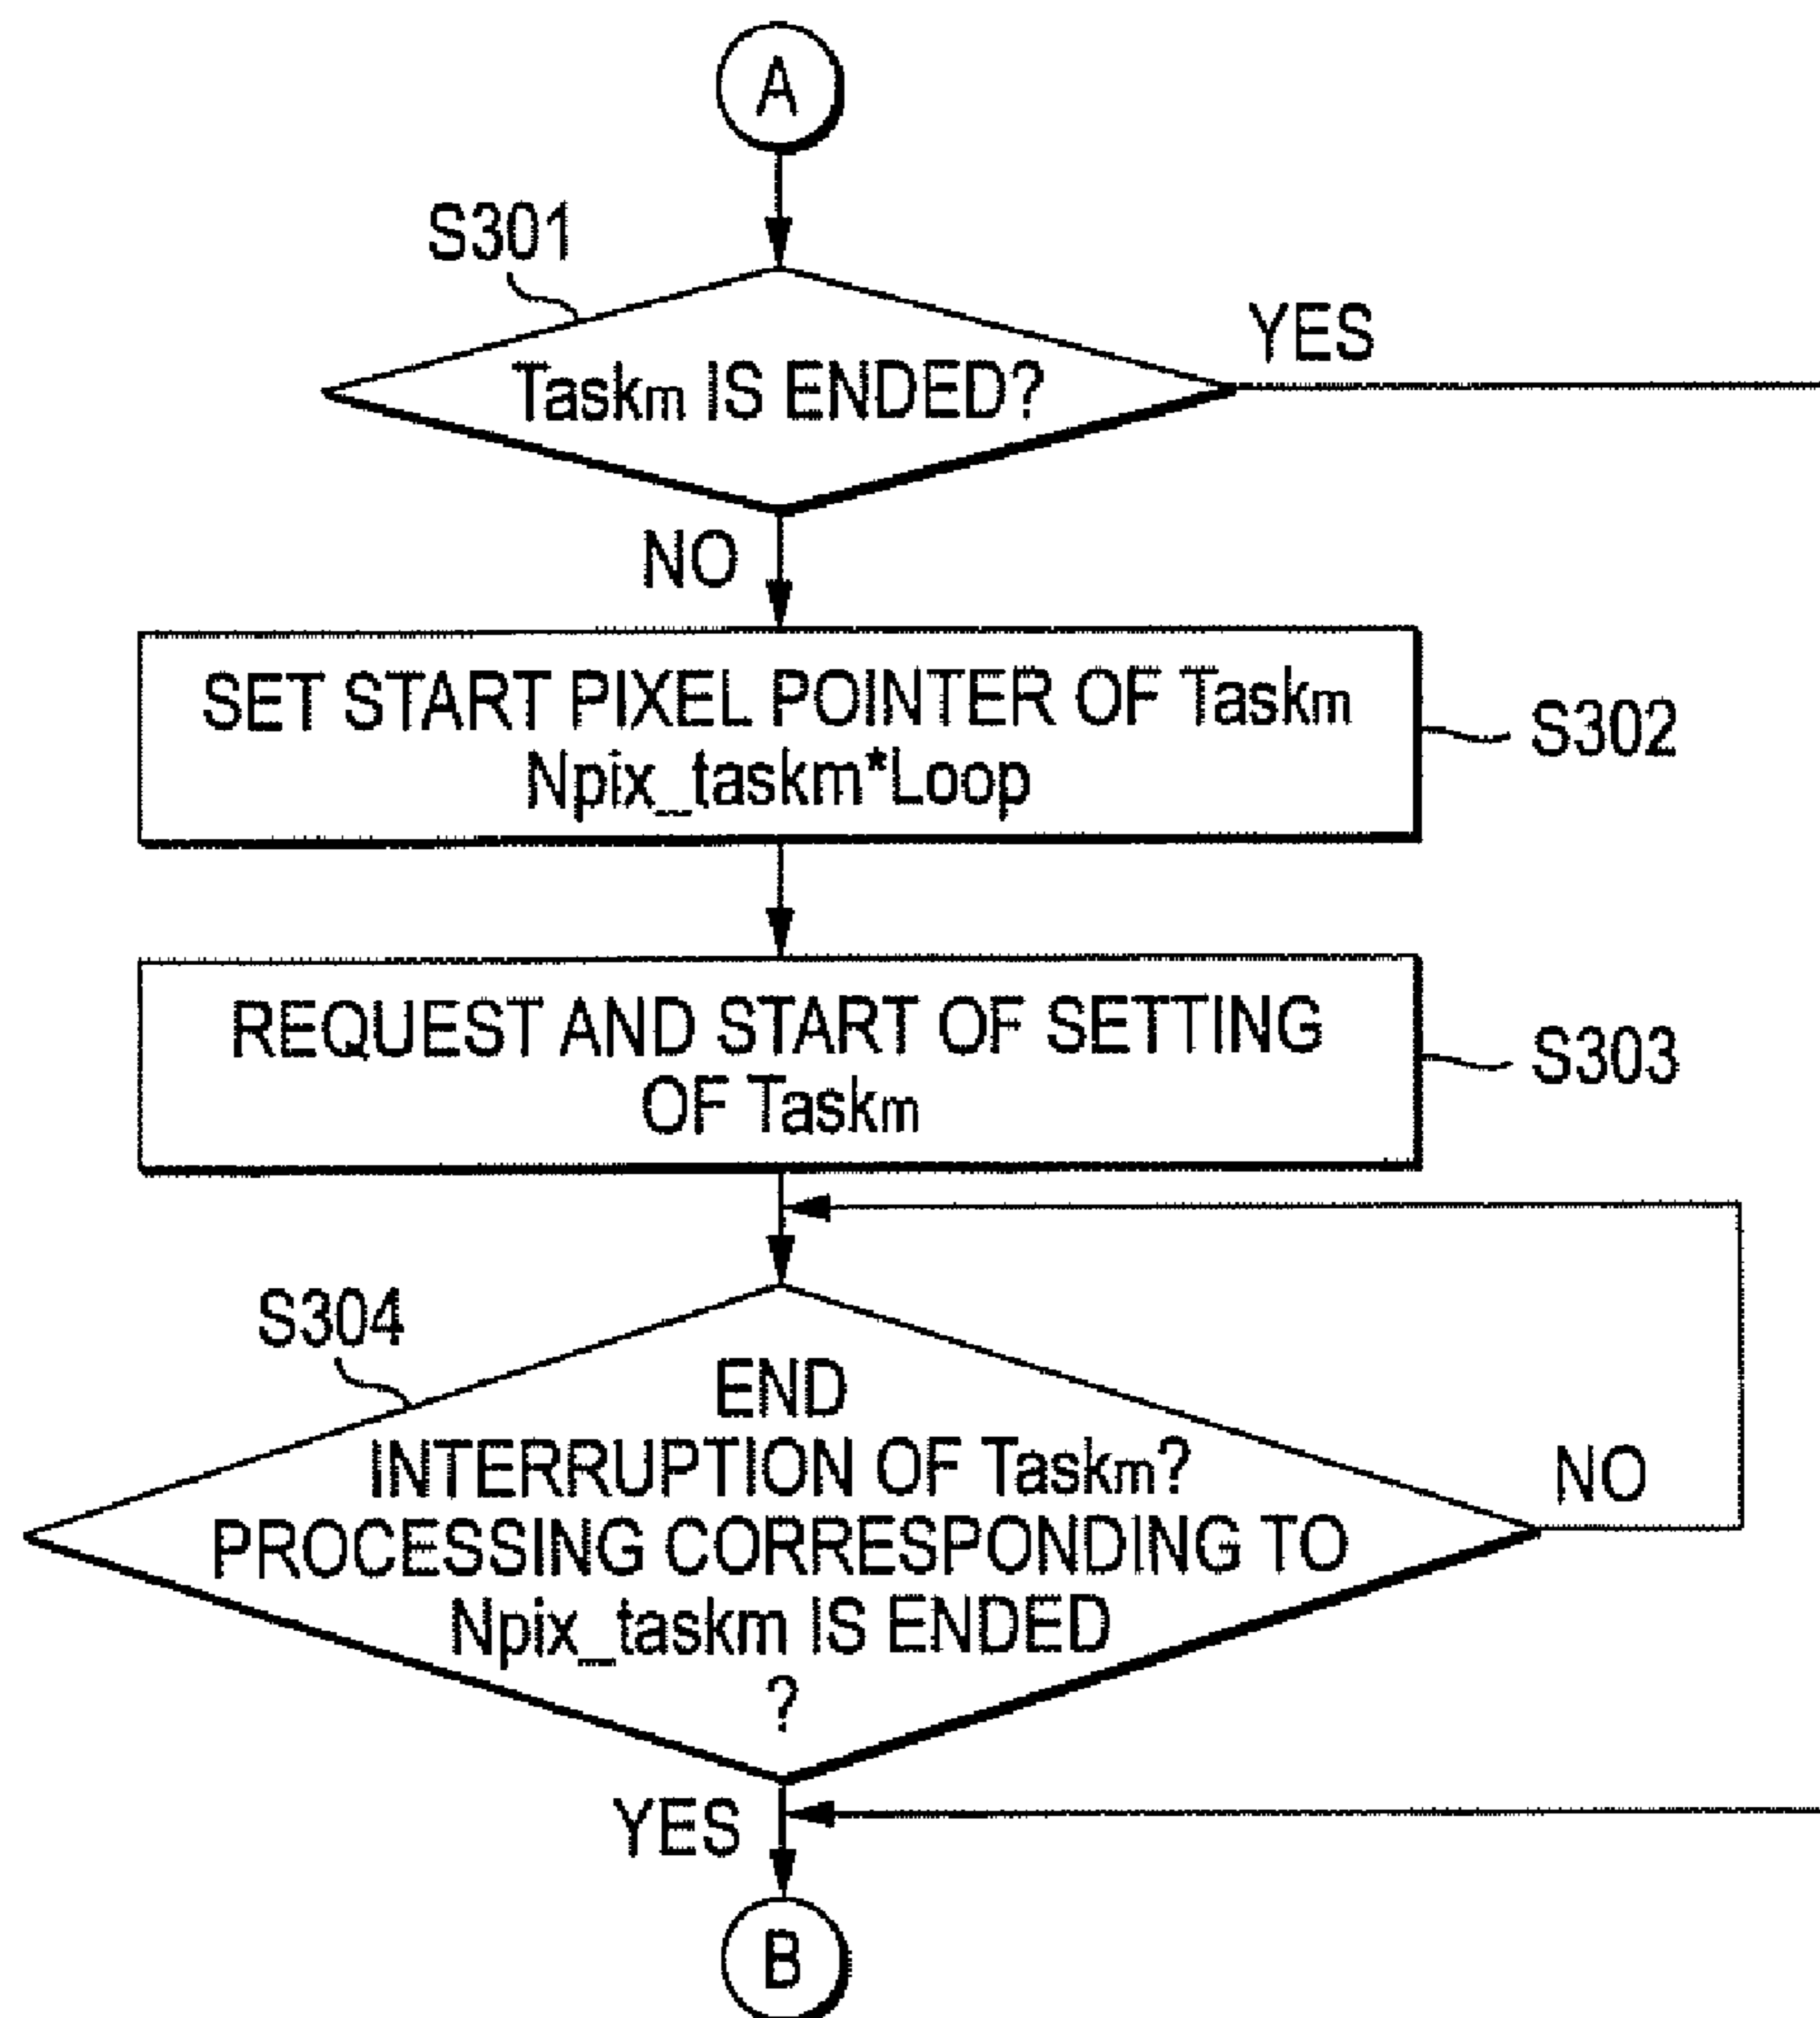 A
S301
Taskm IS ENDED?
YES
NO
SET START PIXEL POINTER OF Taskm
Npix_taskm*Loop
S302
REQUEST AND START OF SETTING
OF Taskm
S303
S304
END
INTERRUPTION OF Taskm?
PROCESSING CORRESPONDING TO
Npix_taskm IS ENDED
?
NO
YES
B